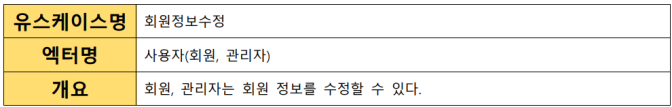 유스케이스명 회원정보수정
엑터명 사용자(회원, 관리자)
개요 회원, 관리자는 회원 정보를 수정할 수 있다.